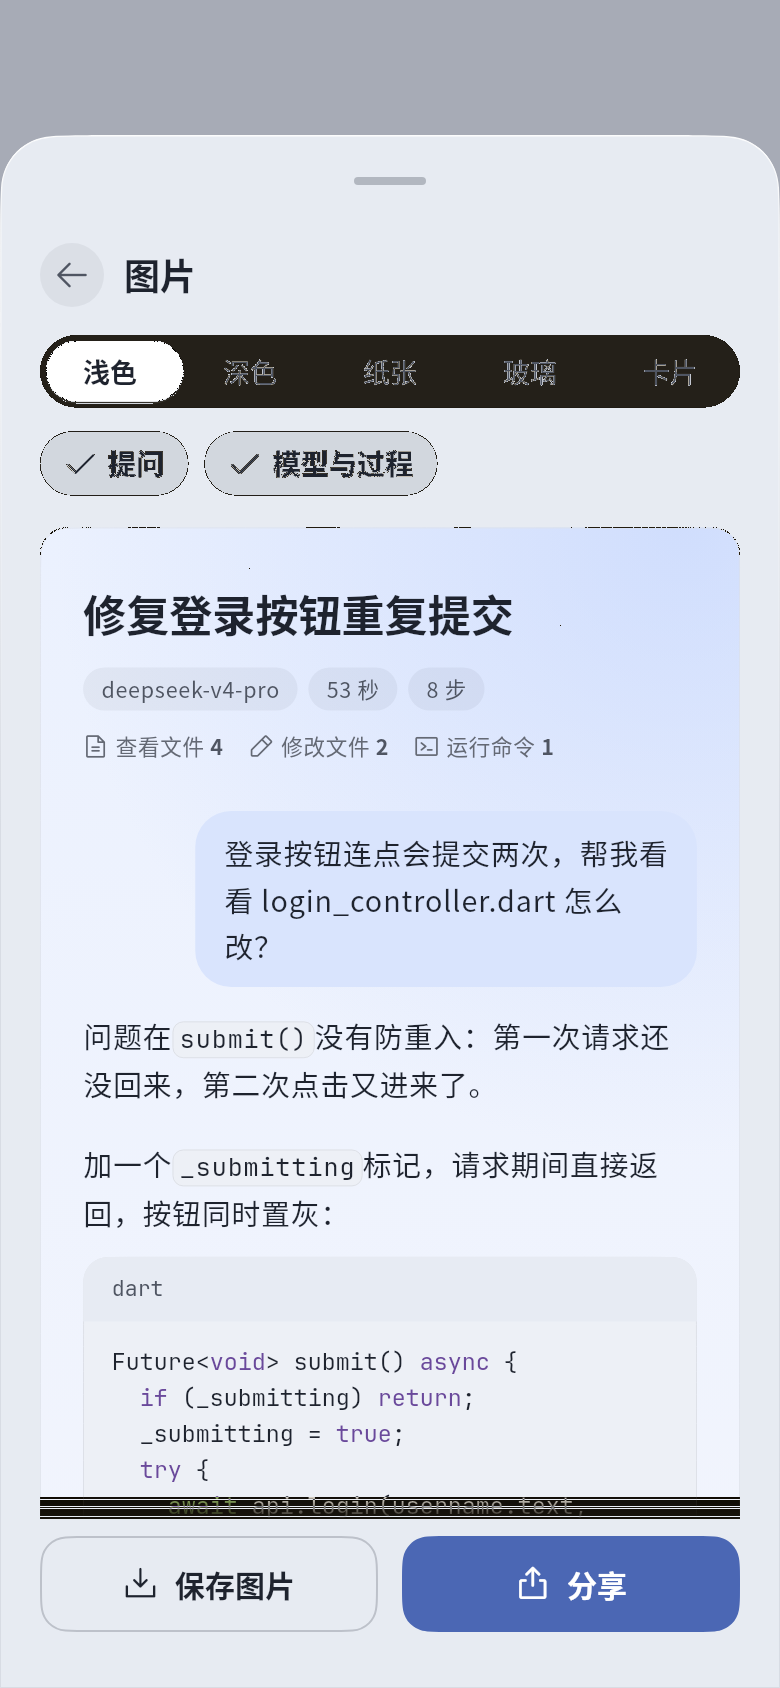 图片
浅色 深色 纸张 玻璃 卡片
提问 模型与过程
修复登录按钮重复提交
deepseek-v4-pro 53 秒 8 步
查看文件 4 修改文件 2 运行命令 1
登录按钮连点会提交两次，帮我看
看 login_controller.dart 怎么
改？
问题在 submit() 没有防重入：第一次请求还
没回来，第二次点击又进来了。
加一个 _submitting 标记，请求期间直接返
回，按钮同时置灰：
dart
Future<void> submit() async {
  if (_submitting) return;
  _submitting = true;
  try {
    await api.login(username.text,
保存图片 分享